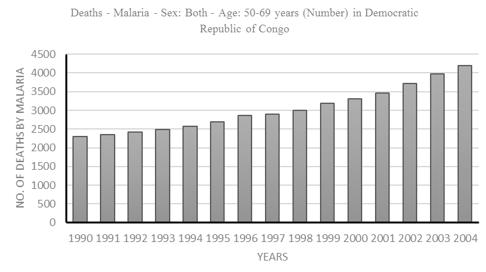 Deaths - Malaria - Sex: Both - Age: 50-69 years (Number) in Democratic
Republic of Congo
4500
4000
3500
3000
2500
2000
1500
1000
500
0
NO. OF DEATHS BY MALARIA
1990 1991 1992 1993 1994 1995 1996 1997 1998 1999 2000 2001 2002 2003 2004
YEARS